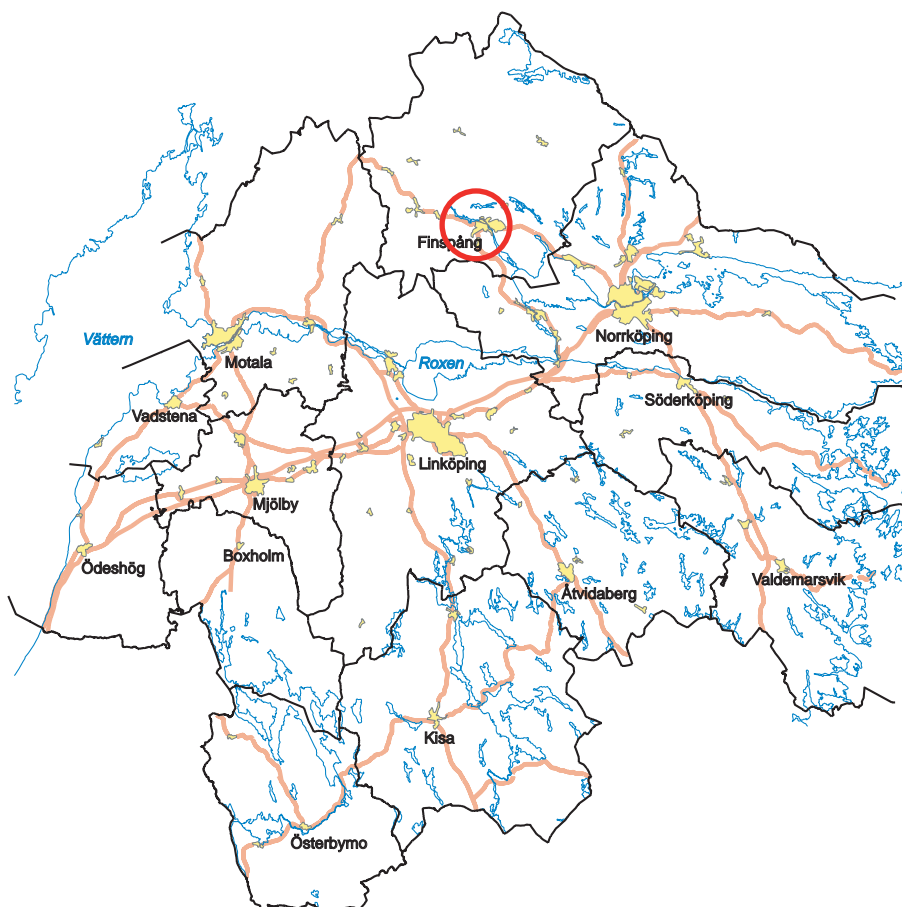 Finspång
Norrköping
Vättern
Motala
Roxen
Söderköping
Vadstena
Linköping
Mjölby
Boxholm
Ödeshög
Åtvidaberg
Valdemarsvik
Kisa
Österbymo